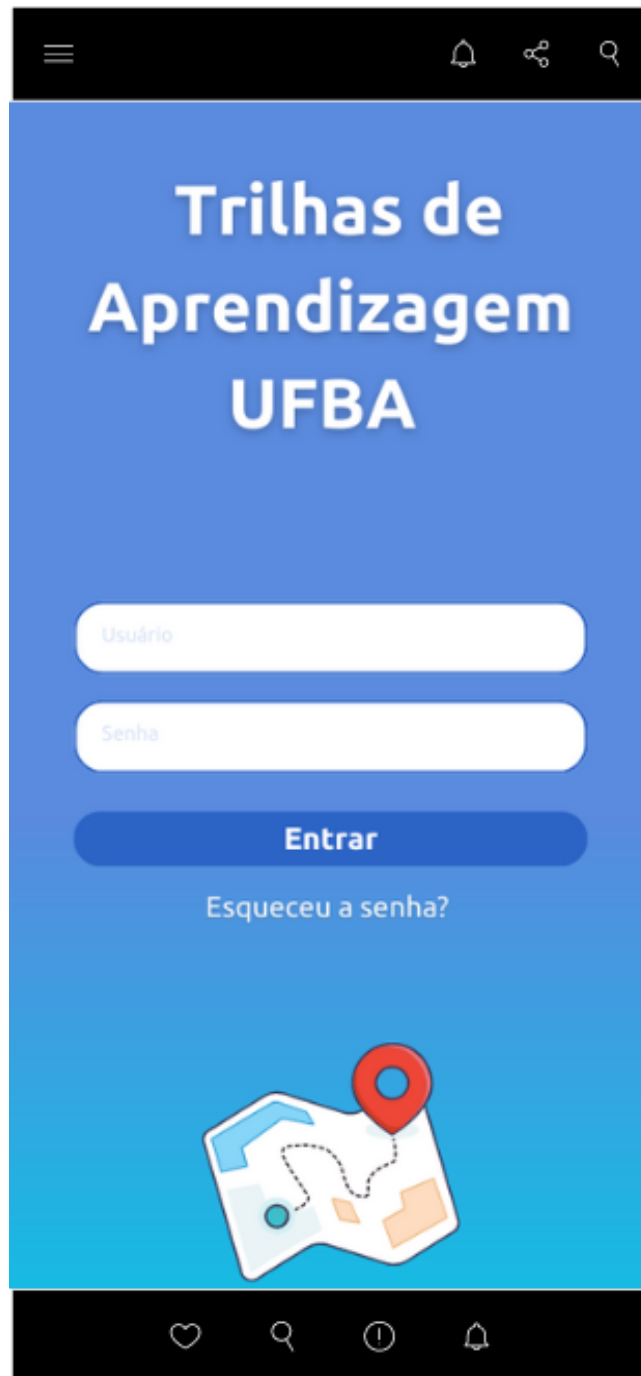 Trilhas de
Aprendizagem
UFBA
Usuário
Senha
Entrar
Esqueceu a senha?